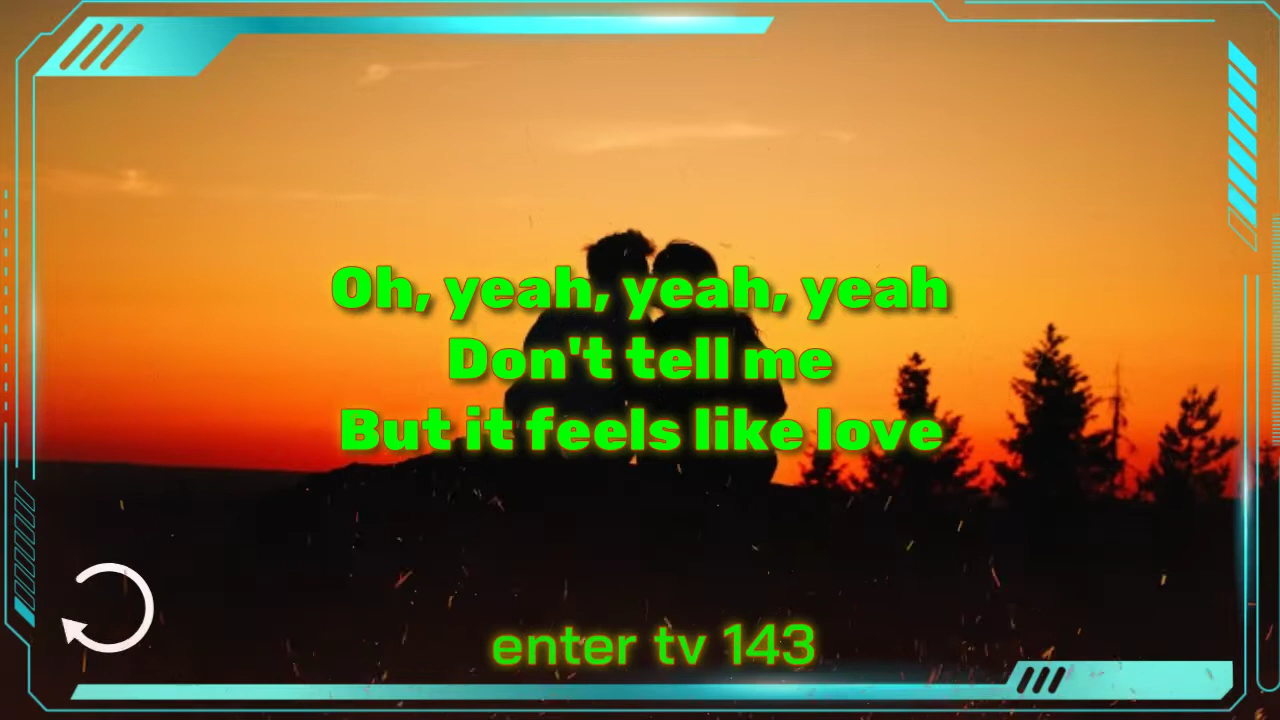 Oh, yeah, yeah, yeah
Don't tell me
But it feels like love
enter tv 143